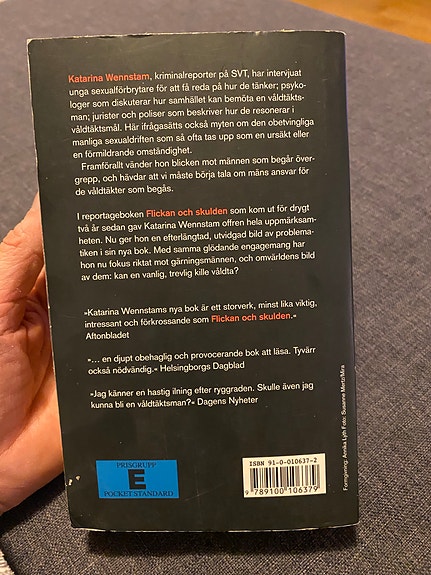 Katarina Wennstam, kriminalreporter på SVT, har intervjuat
unga sexualförbrytare för att få reda på hur de tänker; psyko-
loger som diskuterar hur samhället kan bemöta en våldtäkts-
man; jurister och poliser som beskriver hur de resonerar i
våldtäktsmål. Här ifrågasätts också myten om den obetvingliga
manliga sexualdriften som så ofta tas upp som en ursäkt eller
en förmildrande omständighet.
Framförallt vänder hon blicken mot männen som begår över-
grepp, och hävdar att vi måste börja tala om mäns ansvar för
de våldtäkter som begås.
I reportageboken Flickan och skulden som kom ut för drygt
två år sedan gav Katarina Wennstam offren hela uppmärksam-
heten. Nu ger hon en efterlängtad, utvidgad bild av problema-
tiken i sin nya bok. Med samma glödande engagemang har
hon nu fokus riktat mot gärningsmännen, och omvärldens bild
av dem: kan en vanlig, trevlig kille våldta?
»Katarina Wennstams nya bok är ett storverk, minst lika viktig,
intressant och förkrossande som Flickan och skulden.«
Aftonbladet
»... en djupt obehaglig och provocerande bok att läsa. Tyvärr
också nödvändig.« Helsingborgs Dagblad
»Jag känner en hastig ilning efter ryggraden. Skulle även jag
kunna bli en våldtäktsman?« Dagens Nyheter
PRISGRUPP
E
POCKETSTANDARD
ISBN 91-0-010637-2
9 789100 106379
Formgivning: Annika Lyth Foto: Susanne Mertz/Mira